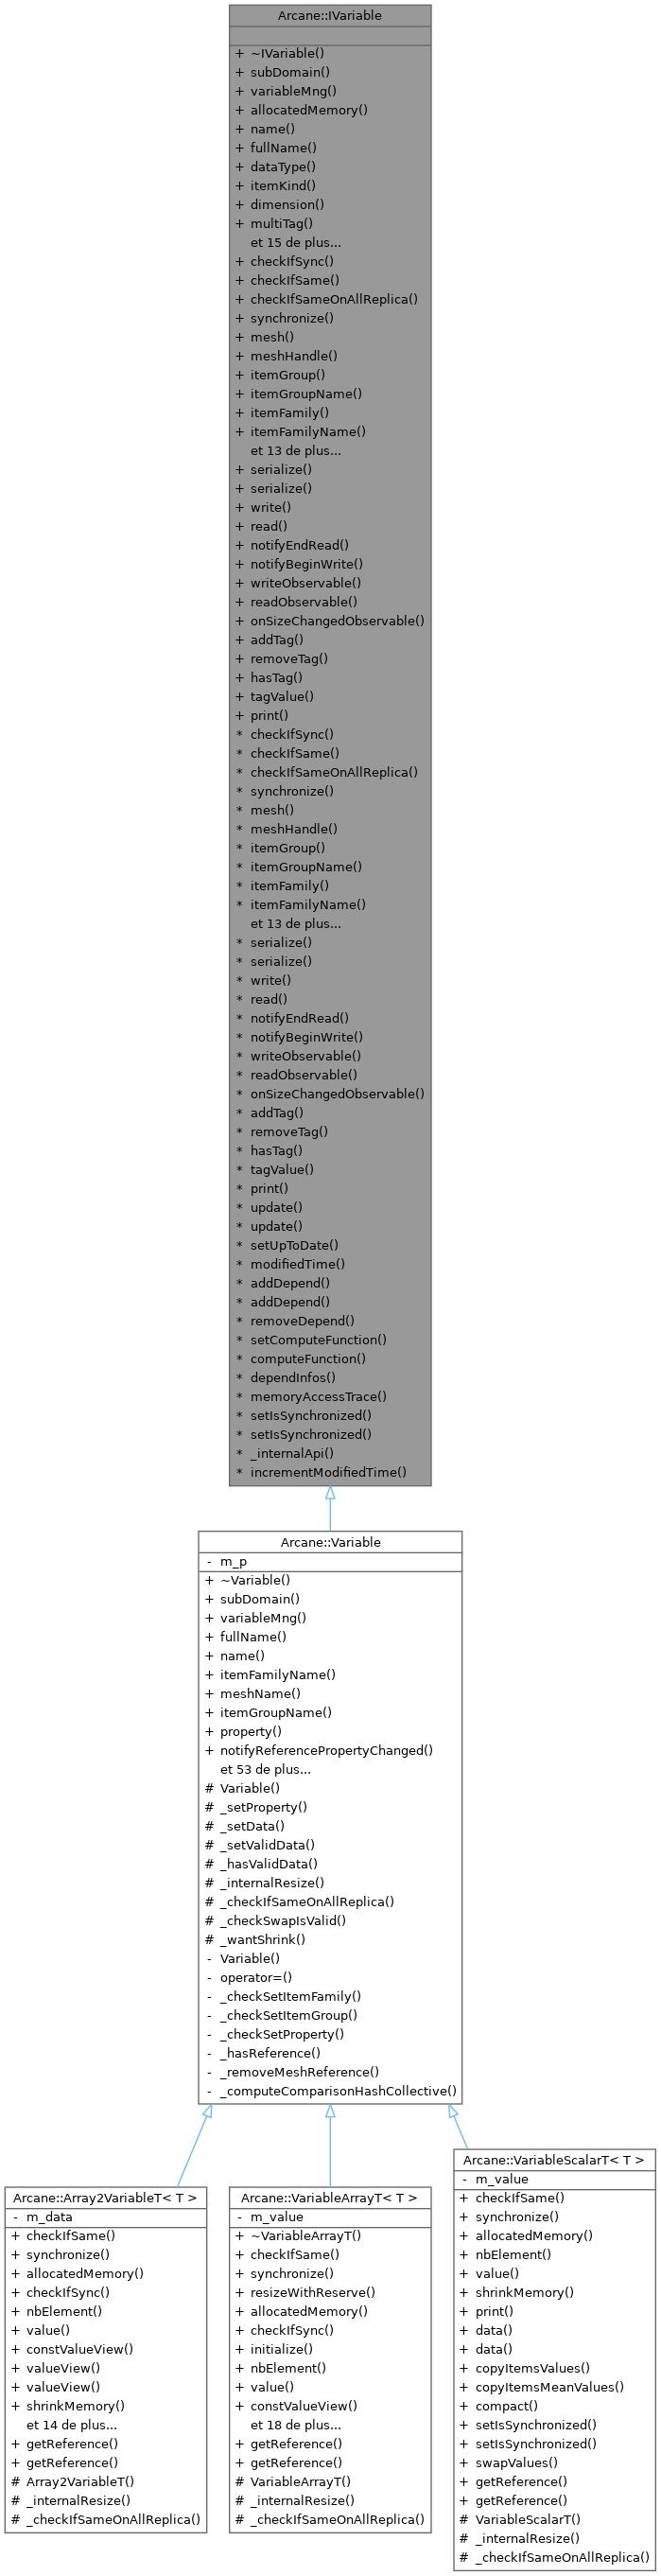 Arcane::IVariable
+ ~IVariable()
+ subDomain()
+ variableMng()
+ allocatedMemory()
+ name()
+ fullName()
+ dataType()
+ itemKind()
+ dimension()
+ multiTag()
et 15 de plus...
+ checkIfSync()
+ checkIfSame()
+ checkIfSameOnAllReplica()
+ synchronize()
+ mesh()
+ meshHandle()
+ itemGroup()
+ itemGroupName()
+ itemFamily()
+ itemFamilyName()
et 13 de plus...
+ serialize()
+ serialize()
+ write()
+ read()
+ notifyEndRead()
+ notifyBeginWrite()
+ writeObservable()
+ readObservable()
+ onSizeChangedObservable()
+ addTag()
+ removeTag()
+ hasTag()
+ tagValue()
+ print()
* checkIfSync()
* checkIfSame()
* checkIfSameOnAllReplica()
* synchronize()
* mesh()
* meshHandle()
* itemGroup()
* itemGroupName()
* itemFamily()
* itemFamilyName()
et 13 de plus...
* serialize()
* serialize()
* write()
* read()
* notifyEndRead()
* notifyBeginWrite()
* writeObservable()
* readObservable()
* onSizeChangedObservable()
* addTag()
* removeTag()
* hasTag()
* tagValue()
* print()
* update()
* update()
* setUpToDate()
* modifiedTime()
* addDepend()
* addDepend()
* removeDepend()
* setComputeFunction()
* computeFunction()
* dependInfos()
* memoryAccessTrace()
* setIsSynchronized()
* setIsSynchronized()
* _internalApi()
* incrementModifiedTime()
Arcane::Variable
- m_p
+ ~Variable()
+ subDomain()
+ variableMng()
+ fullName()
+ name()
+ itemFamilyName()
+ meshName()
+ itemGroupName()
+ property()
+ notifyReferencePropertyChanged()
et 53 de plus...
# Variable()
# _setProperty()
# _setData()
# _setValidData()
# _hasValidData()
# _internalResize()
# _checkIfSameOnAllReplica()
# _checkSwapIsValid()
# _wantShrink()
- Variable()
- operator=()
- _checkSetItemFamily()
- _checkSetItemGroup()
- _checkSetProperty()
- _hasReference()
- _removeMeshReference()
- _computeComparisonHashCollective()
Arcane::Array2VariableT< T >
- m_data
+ checkIfSame()
+ synchronize()
+ allocatedMemory()
+ checkIfSync()
+ nbElement()
+ value()
+ constValueView()
+ valueView()
+ valueView()
+ shrinkMemory()
et 14 de plus...
+ getReference()
+ getReference()
# Array2VariableT()
# _internalResize()
# _checkIfSameOnAllReplica()
Arcane::VariableArrayT< T >
- m_value
+ ~VariableArrayT()
+ checkIfSame()
+ synchronize()
+ resizeWithReserve()
+ allocatedMemory()
+ checkIfSync()
+ initialize()
+ nbElement()
+ value()
+ constValueView()
et 18 de plus...
+ getReference()
+ getReference()
# VariableArrayT()
# _internalResize()
# _checkIfSameOnAllReplica()
Arcane::VariableScalarT< T >
- m_value
+ checkIfSame()
+ synchronize()
+ allocatedMemory()
+ nbElement()
+ value()
+ shrinkMemory()
+ print()
+ data()
+ data()
+ copyItemsValues()
+ copyItemsMeanValues()
+ compact()
+ setIsSynchronized()
+ setIsSynchronized()
+ swapValues()
+ getReference()
+ getReference()
# VariableScalarT()
# _internalResize()
# _checkIfSameOnAllReplica()